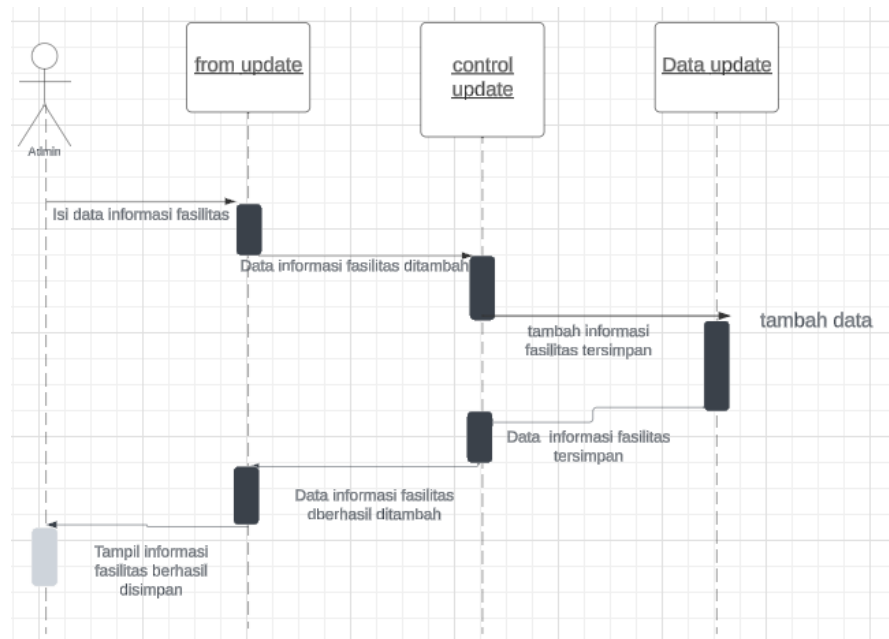 from update
control
update
Data update
Admin
Isi data informasi fasilitas
Data informasi fasilitas ditambah
tambah data
tambah informasi
fasilitas tersimpan
Data informasi fasilitas
tersimpan
Data informasi fasilitas
dberhasil ditambah
Tampil informasi
fasilitas berhasil
disimpan